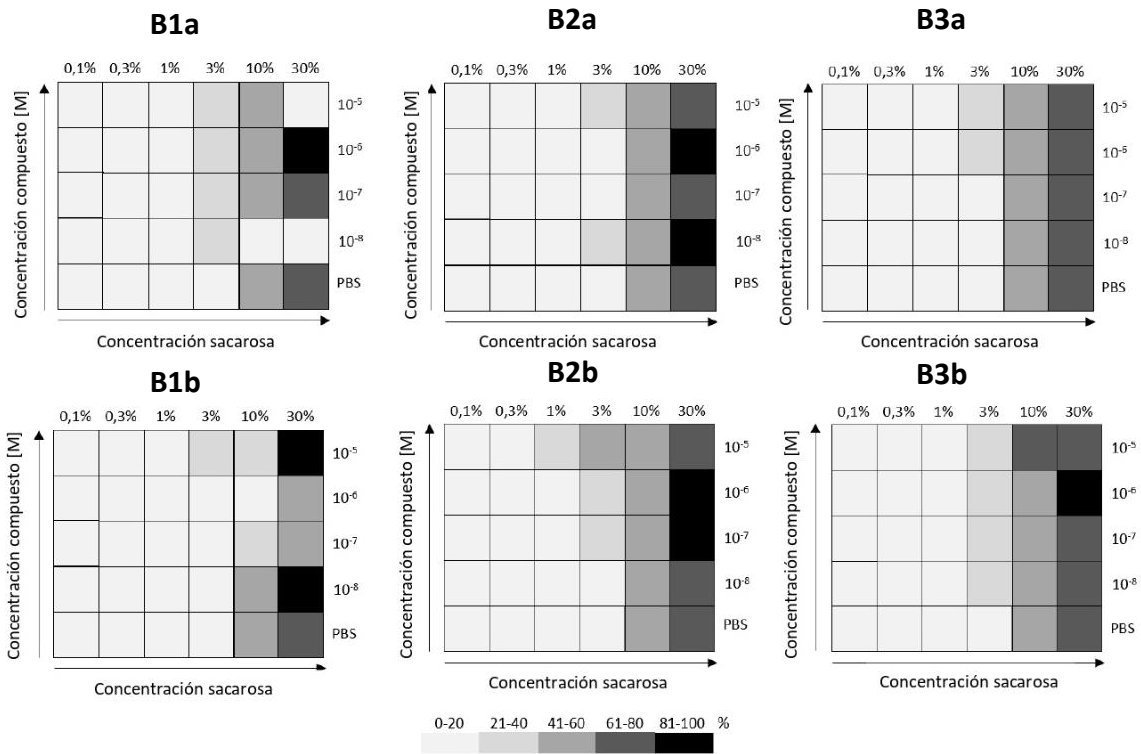 B1a
B2a
B3a
0,1% 0,3% 1% 3% 10% 30%
0,1% 0,3% 1% 3% 10% 30%
0,1% 0,3% 1% 3% 10% 30%
Concentración compuesto [M]
10-5
10-6
10-7
10-8
PBS
Concentración sacarosa
Concentración compuesto [M]
10-5
10-6
10-7
10-8
PBS
Concentración sacarosa
Concentración compuesto [M]
10-5
10-6
10-7
10-8
PBS
Concentración sacarosa
B1b
B2b
B3b
0,1% 0,3% 1% 3% 10% 30%
0,1% 0,3% 1% 3% 10% 30%
0,1% 0,3% 1% 3% 10% 30%
Concentración compuesto [M]
10-5
10-6
10-7
10-8
PBS
Concentración sacarosa
Concentración compuesto [M]
10-5
10-6
10-7
10-8
PBS
Concentración sacarosa
Concentración compuesto [M]
10-5
10-6
10-7
10-8
PBS
Concentración sacarosa
0-20 21-40 41-60 61-80 81-100 %